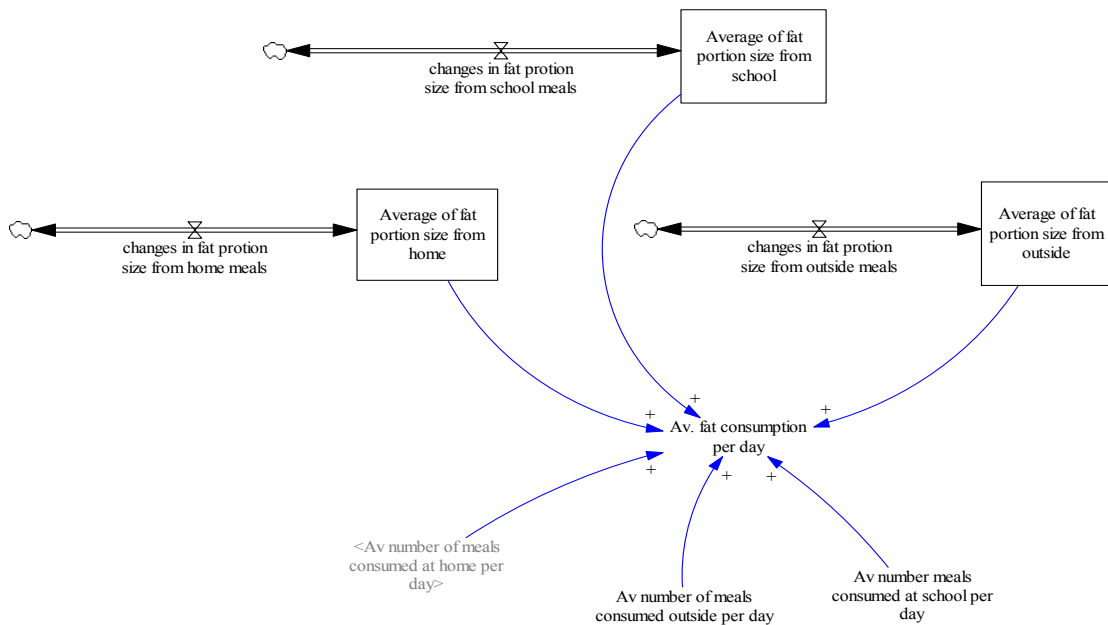 Average of fat
portion size from
school
changes in fat protion
size from school meals
Average of fat
portion size from
home
changes in fat protion
size from home meals
Average of fat
portion size from
outside
changes in fat protion
size from outside meals
+
+
+
Av. fat consumption
per day
+
+
+
<Av number of meals
consumed at home per
day>
Av number of meals
consumed outside per day
Av number meals
consumed at school per
day